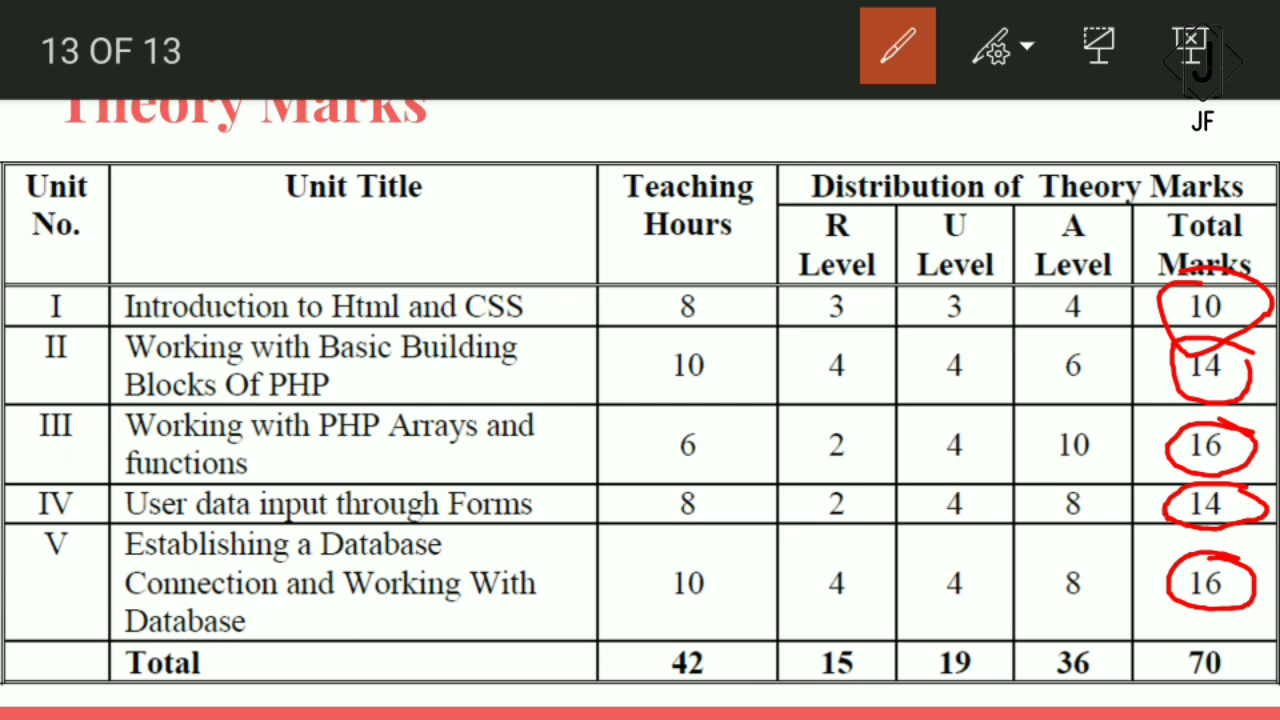 13 OF 13
J
JF
Theory Marks
Unit No. Unit Title Teaching Hours Distribution of Theory Marks
R Level U Level A Level Total Marks
I Introduction to Html and CSS 8 3 3 4 10
II Working with Basic Building
Blocks Of PHP 10 4 4 6 14
III Working with PHP Arrays and
functions 6 2 4 10 16
IV User data input through Forms 8 2 4 8 14
V Establishing a Database
Connection and Working With
Database 10 4 4 8 16
Total 42 15 19 36 70